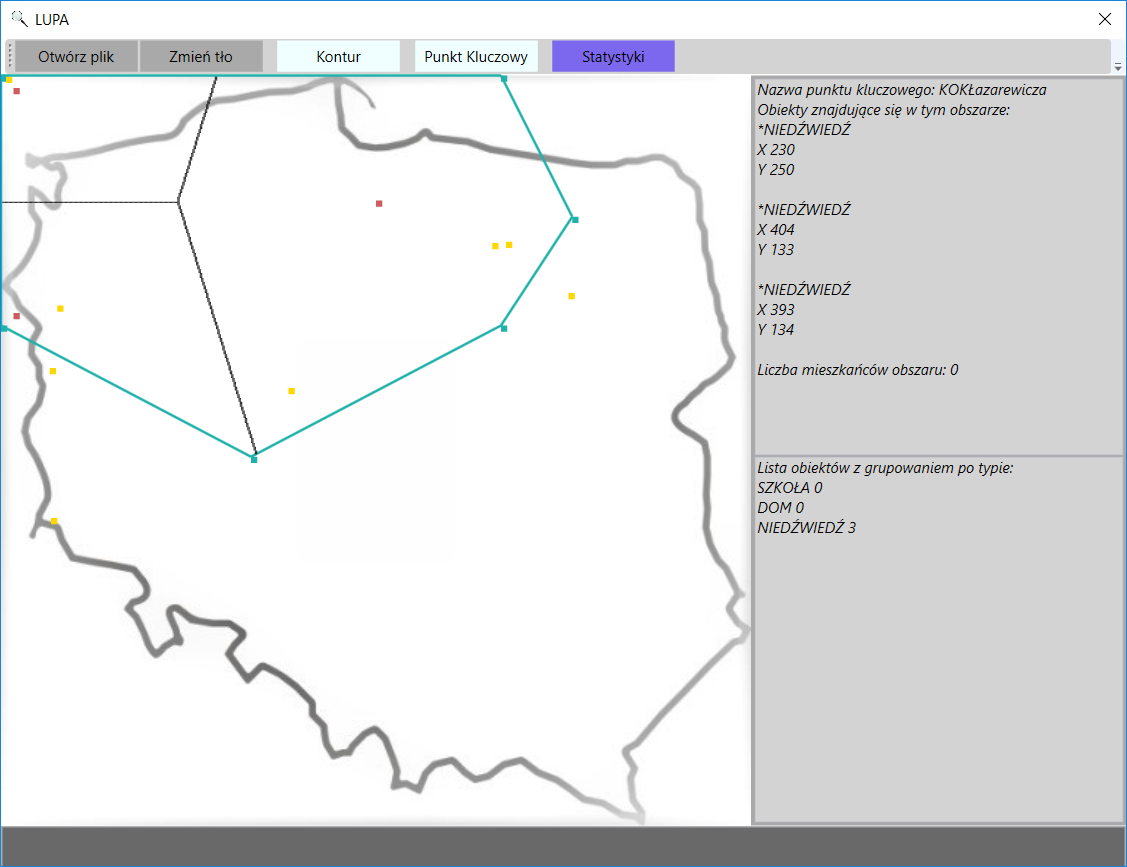 LUPA
Otwórz plik
Zmień tło
Kontur
Punkt Kluczowy
Statystyki
Nazwa punktu kluczowego: KOKŁazarewicza
Obiekty znajdujące się w tym obszarze:
*NIEDŹWIEDŹ
X 230
Y 250
*NIEDŹWIEDŹ
X 404
Y 133
*NIEDŹWIEDŹ
X 393
Y 134
Liczba mieszkańców obszaru: 0
Lista obiektów z grupowaniem po typie:
SZKOŁA 0
DOM 0
NIEDŹWIEDŹ 3